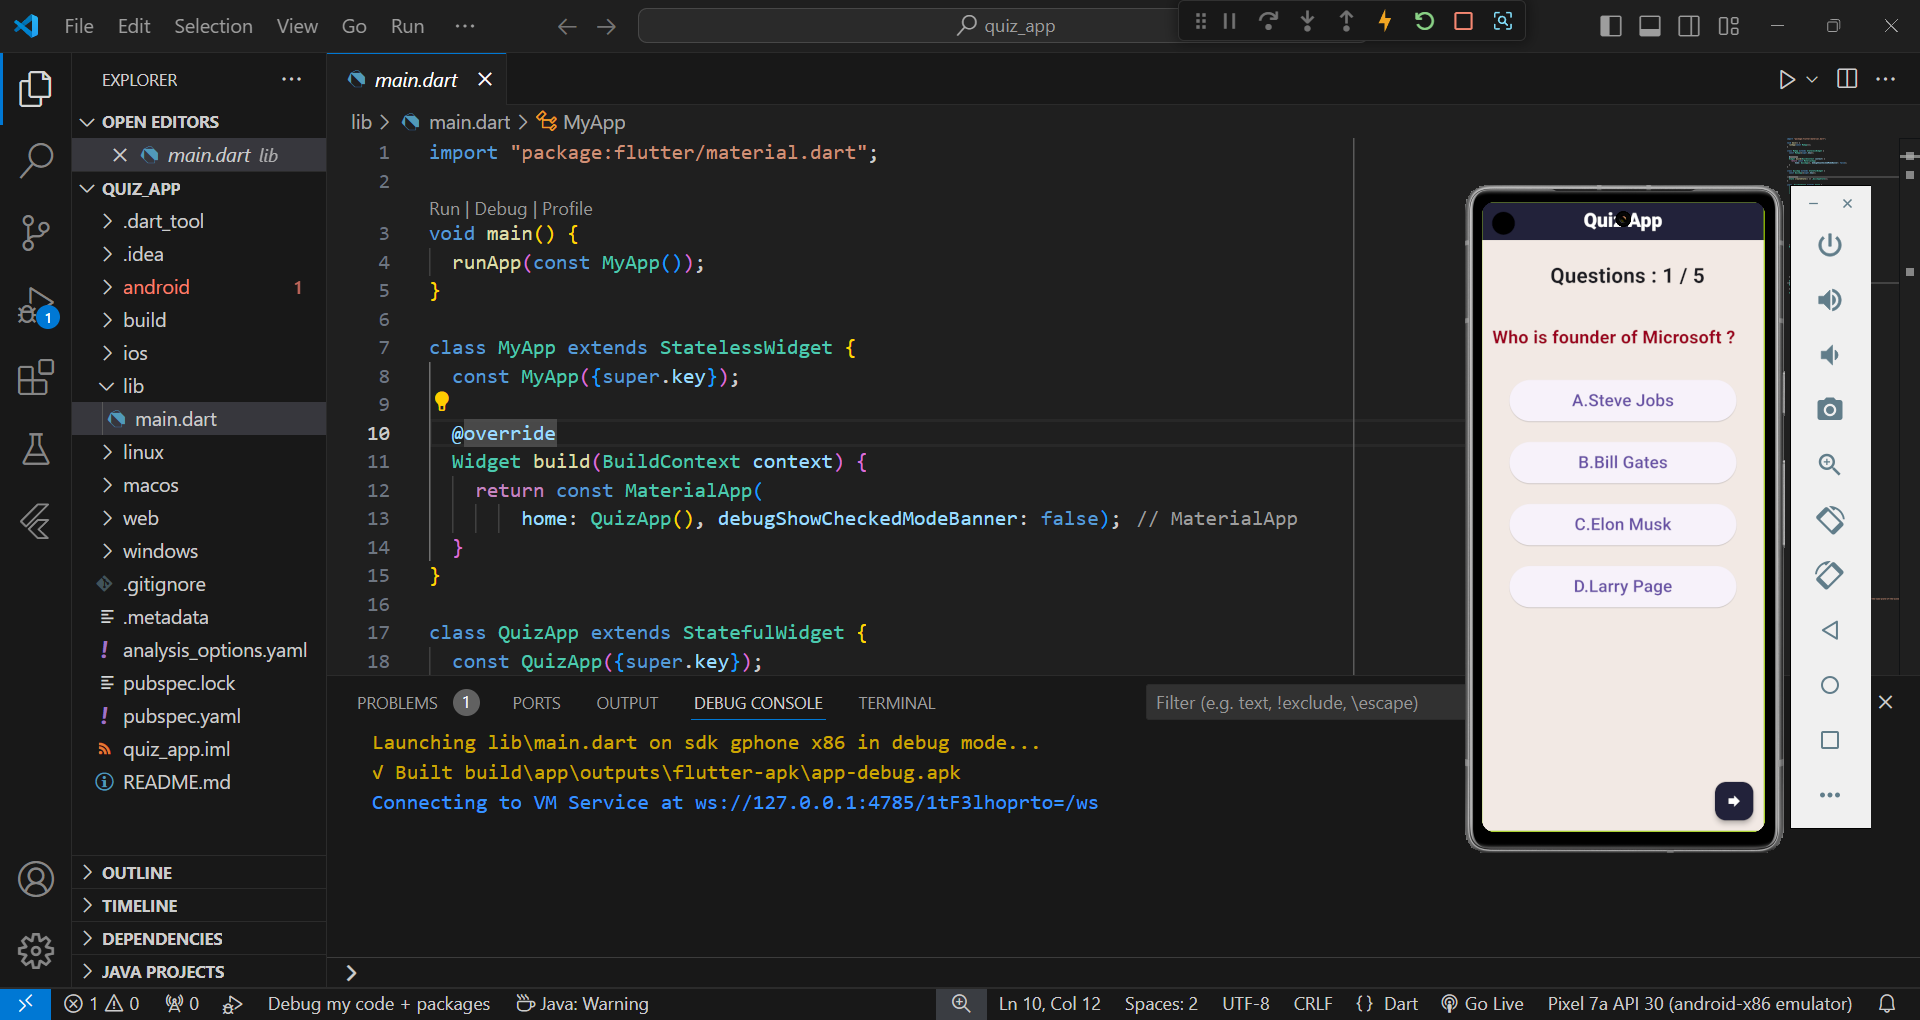 File Edit Selection View Go Run ··· quiz_app
EXPLORER
OPEN EDITORS
main.dart lib
QUIZ_APP
.dart_tool
.idea
android 1
build
ios
lib
main.dart
linux
macos
web
windows
.gitignore
.metadata
analysis_options.yaml
pubspec.lock
pubspec.yaml
quiz_app.iml
README.md
OUTLINE
TIMELINE
DEPENDENCIES
JAVA PROJECTS
1
main.dart
lib > main.dart > MyApp
1 import "package:flutter/material.dart";
2
Run | Debug | Profile
3 void main() {
4 runApp(const MyApp());
5 }
6
7 class MyApp extends StatelessWidget {
8 const MyApp({super.key});
9
10 @override
11 Widget build(BuildContext context) {
12 return const MaterialApp(
13 home: QuizApp(), debugShowCheckedModeBanner: false); // MaterialApp
14 }
15 }
16
17 class QuizApp extends StatefulWidget {
18 const QuizApp({super.key});
PROBLEMS 1 PORTS OUTPUT DEBUG CONSOLE TERMINAL Filter (e.g. text, !exclude, \escape)
Launching lib\main.dart on sdk gphone x86 in debug mode...
√ Built build\app\outputs\flutter-apk\app-debug.apk
Connecting to VM Service at ws://127.0.0.1:4785/1tF3lhoprto=/ws
Quiz App
Questions : 1 / 5
Who is founder of Microsoft ?
A.Steve Jobs
B.Bill Gates
C.Elon Musk
D.Larry Page
1 0 0 Debug my code + packages Java: Warning Ln 10, Col 12 Spaces: 2 UTF-8 CRLF {} Dart Go Live Pixel 7a API 30 (android-x86 emulator)